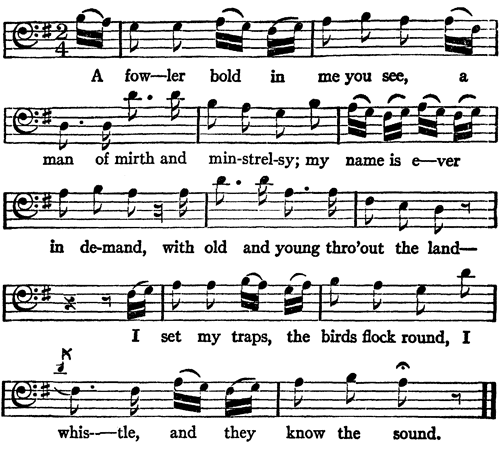 2
4
A fow—ler bold in me you see, a
man of mirth and min-strel-sy; my name is e—ver
in de-mand, with old and young thro'out the land—
I set my traps, the birds flock round, I
whis--—tle, and they know the sound.